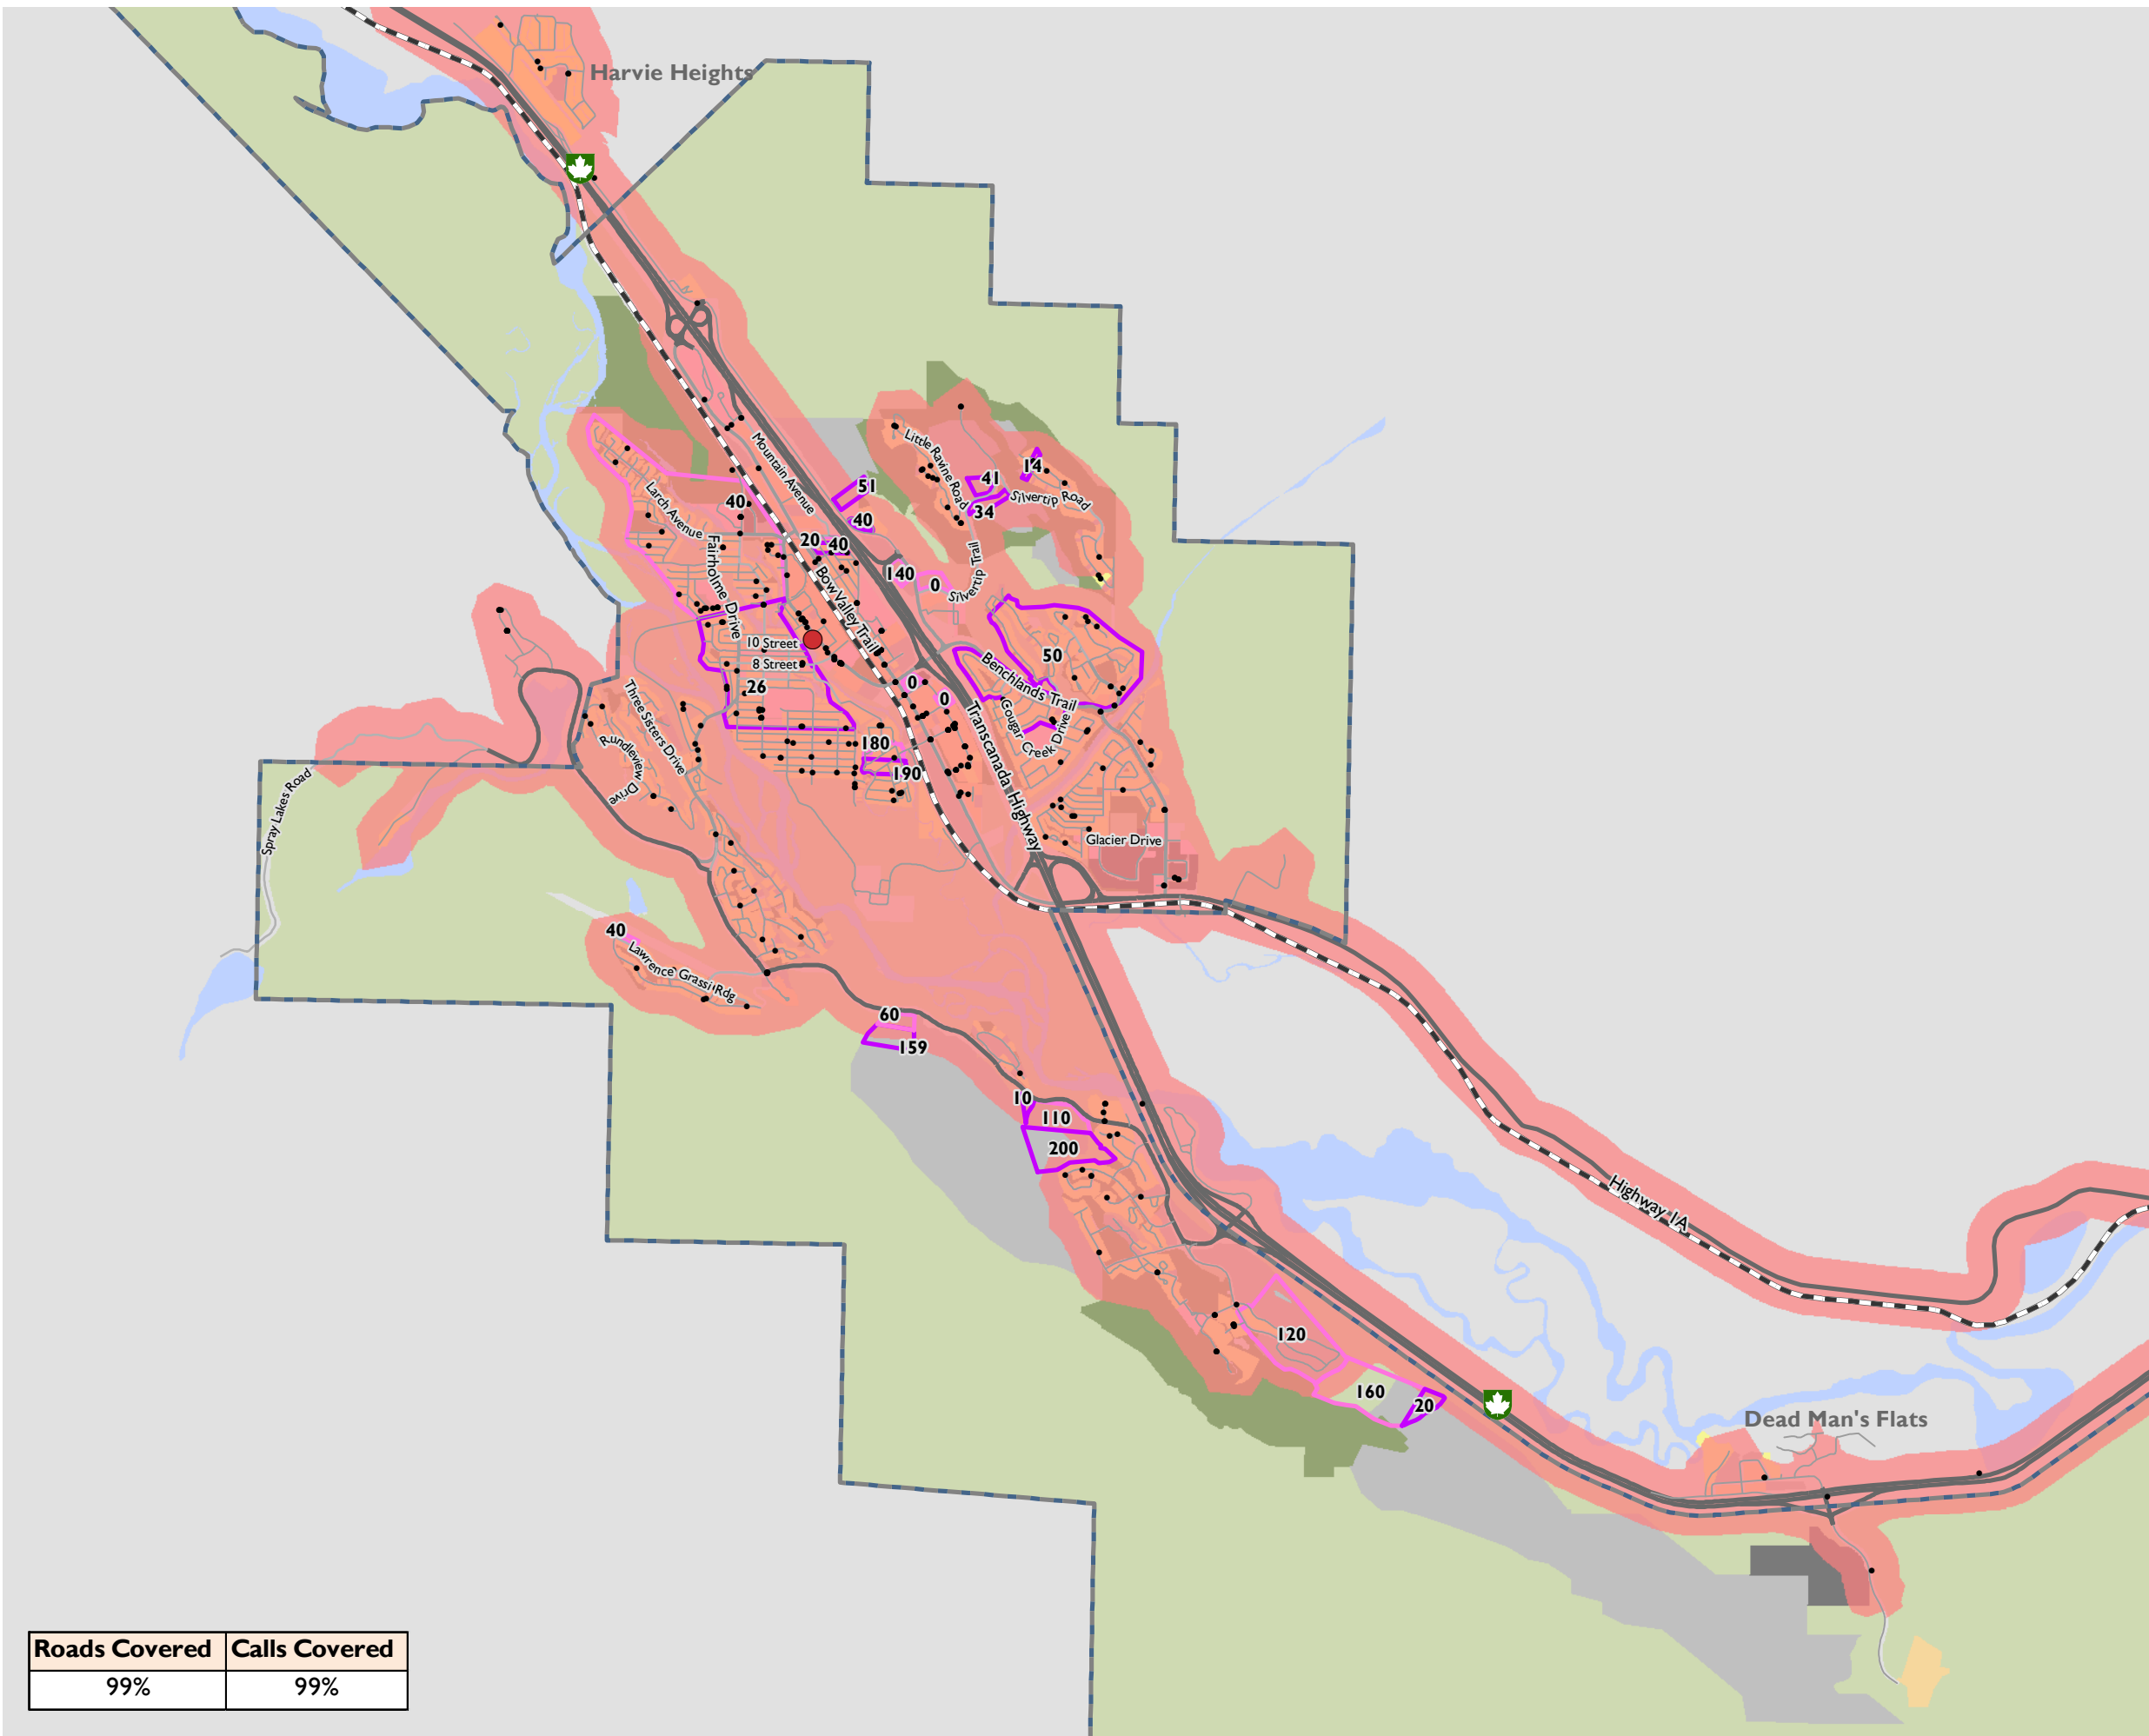 Harvie Heights
Mountain Avenue
Little Ravine Road
14
41
51
34
Silvertip Road
40
Larch Avenue
40
20
40
Fairholme Drive
Bow Valley Trail
140
0
Silvertip Trail
10 Street
8 Street
50
Benchlands Trail
26
0
0
Three Sisters Drive
Rundleview Drive
Cougar Creek Drive
Transcanada Highway
180
190
Spray Lakes Road
Glacier Drive
40
Lawrence Grassi Rdg
60
159
10
110
200
Highway 1A
120
160
20
Dead Man's Flats
Roads Covered Calls Covered
99% 99%